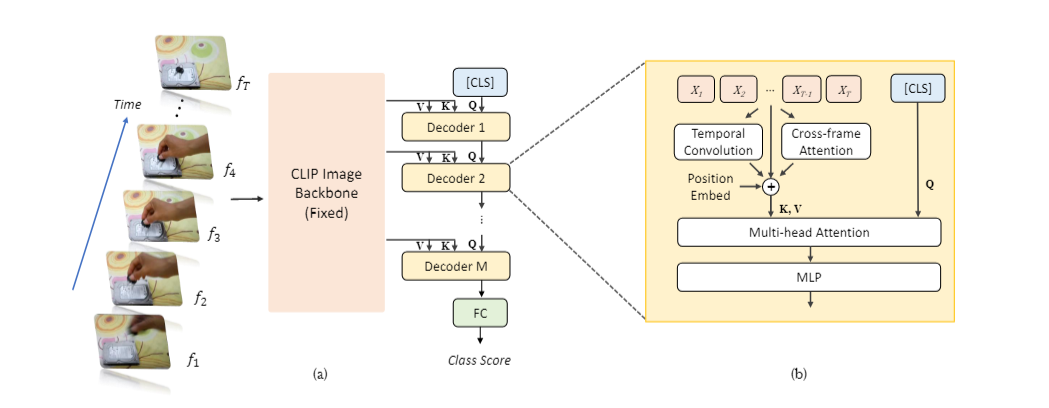 Time
f_T
f_4
f_3
f_2
f_1
CLIP Image
Backbone
(Fixed)
[CLS]
V K Q
Decoder 1
V K Q
Decoder 2
...
V K Q
Decoder M
FC
Class Score
(a)
X_1 X_2 ... X_{T-1} X_T [CLS]
Temporal
Convolution
Cross-frame
Attention
Position
Embed
+
Q
K, V
Multi-head Attention
MLP
(b)